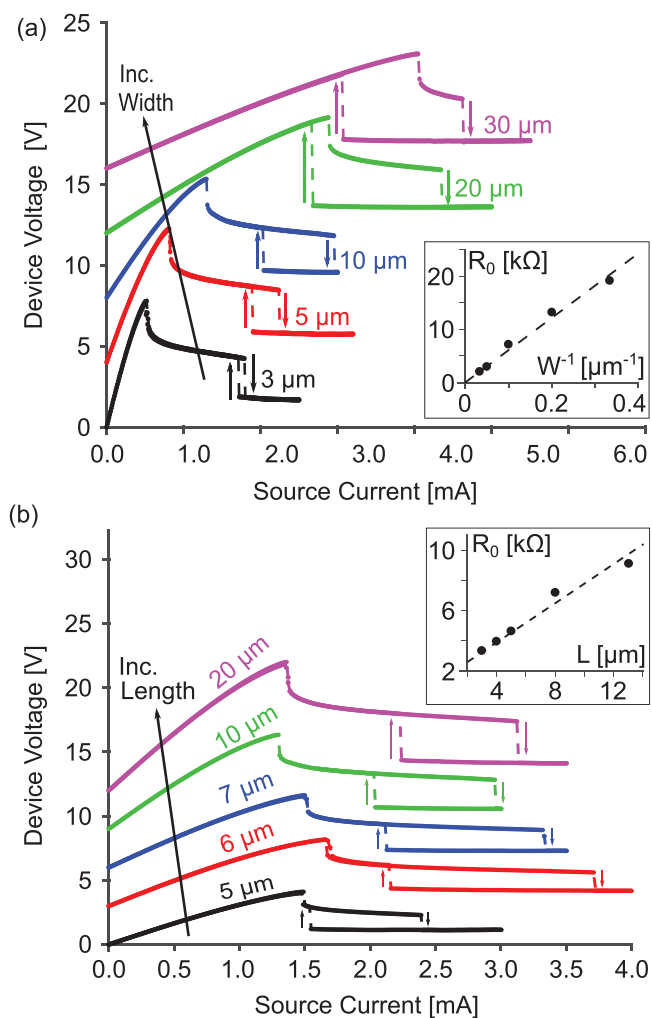 (a)
25
20
15
10
5
0
Device Voltage [V]
Inc.
Width
30 µm
20 µm
10 µm
5 µm
3 µm
R₀ [kΩ]
20
10
0
0
0.2
0.4
W⁻¹ [µm⁻¹]
0.0
1.0
2.0
3.0
4.0
5.0
6.0
Source Current [mA]
(b)
30
25
20
15
10
5
0
Device Voltage [V]
Inc.
Length
20 µm
10 µm
7 µm
6 µm
5 µm
R₀ [kΩ]
10
6
4
2
4
8
12
L [µm]
0.0
0.5
1.0
1.5
2.0
2.5
3.0
3.5
4.0
Source Current [mA]